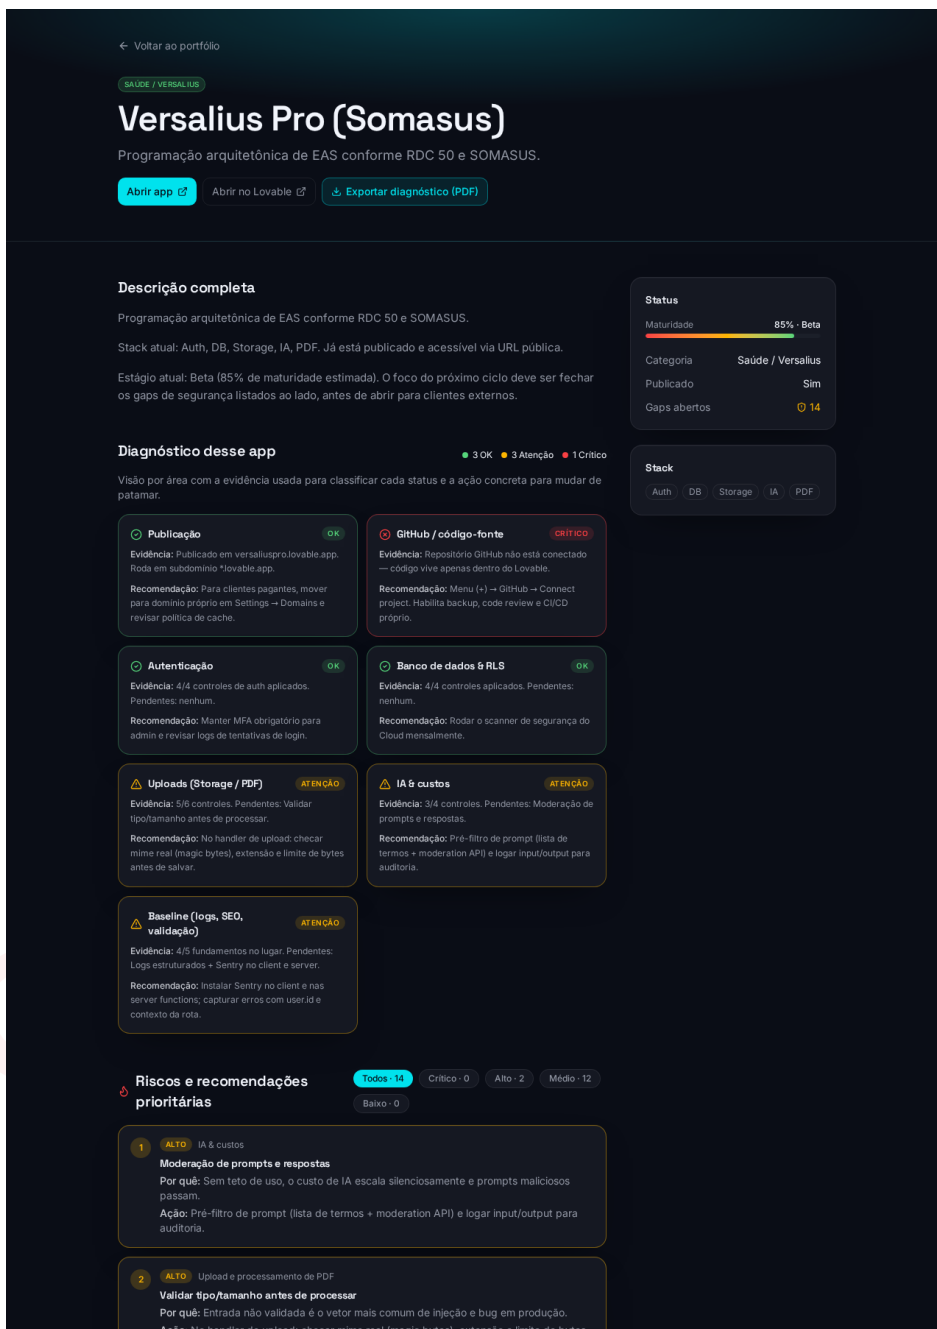 Voltar ao portfólio
SAÚDE / VERSALIUS
Versalius Pro (Somasus)
Programação arquitetônica de EAS conforme RDC 50 e SOMASUS.
Abrir app
Abrir no Lovable
Exportar diagnóstico (PDF)
Descrição completa
Programação arquitetônica de EAS conforme RDC 50 e SOMASUS.
Stack atual: Auth, DB, Storage, IA, PDF. Já está publicado e acessível via URL pública.
Estágio atual: Beta (85% de maturidade estimada). O foco do próximo ciclo deve ser fechar
os gaps de segurança listados ao lado, antes de abrir para clientes externos.
Status
Maturidade 85% · Beta
Categoria Saúde / Versalius
Publicado Sim
Gaps abertos 14
Stack
Auth DB Storage IA PDF
Diagnóstico desse app
3 OK 3 Atenção 1 Crítico
Visão por área com a evidência usada para classificar cada status e a ação concreta para mudar de
patamar.
Publicação OK
Evidência: Publicado em versaliuspro.lovable.app.
Roda em subdomínio *.lovable.app.
Recomendação: Para clientes pagantes, mover
para domínio próprio em Settings → Domains e
revisar política de cache.
GitHub / código-fonte CRÍTICO
Evidência: Repositório GitHub não está conectado
— código vive apenas dentro do Lovable.
Recomendação: Menu (+) → GitHub → Connect
project. Habilita backup, code review e CI/CD
próprio.
Autenticação OK
Evidência: 4/4 controles de auth aplicados.
Pendentes: nenhum.
Recomendação: Manter MFA obrigatório para
admin e revisar logs de tentativas de login.
Banco de dados & RLS OK
Evidência: 4/4 controles aplicados. Pendentes:
nenhum.
Recomendação: Rodar o scanner de segurança do
Cloud mensalmente.
Uploads (Storage / PDF) ATENÇÃO
Evidência: 5/6 controles. Pendentes: Validar
tipo/tamanho antes de processar.
Recomendação: No handler de upload: checar
mime real (magic bytes), extensão e limite de bytes
antes de salvar.
IA & custos ATENÇÃO
Evidência: 3/4 controles. Pendentes: Moderação de
prompts e respostas.
Recomendação: Pré-filtro de prompt (lista de
termos + moderation API) e logar input/output para
auditoria.
Baseline (logs, SEO,
validação) ATENÇÃO
Evidência: 4/5 fundamentos no lugar. Pendentes:
Logs estruturados + Sentry no client e server.
Recomendação: Instalar Sentry no client e nas
server functions; capturar erros com user.id e
contexto da rota.
Riscos e recomendações
prioritárias
Todos · 14 Crítico · 0 Alto · 2 Médio · 12
Baixo · 0
1 ALTO IA & custos
Moderação de prompts e respostas
Por quê: Sem teto de uso, o custo de IA escala silenciosamente e prompts maliciosos
passam.
Ação: Pré-filtro de prompt (lista de termos + moderation API) e logar input/output para
auditoria.
2 ALTO Upload e processamento de PDF
Validar tipo/tamanho antes de processar
Por quê: Entrada não validada é o vetor mais comum de injeção e bug em produção.
Ação: No handler de upload: checar mime real (magic bytes), extensão e limite de bytes